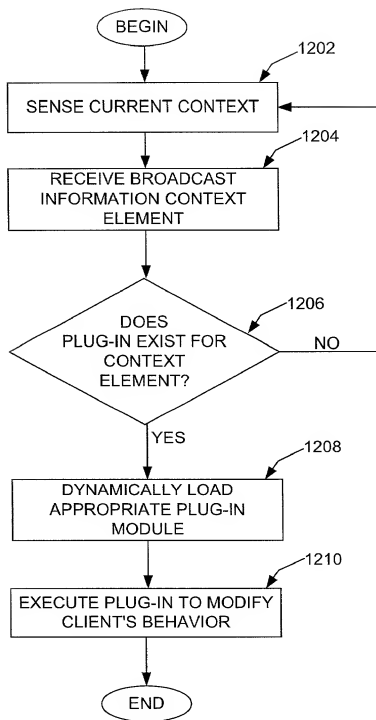 BEGIN
1202
SENSE CURRENT CONTEXT
1204
RECEIVE BROADCAST
INFORMATION CONTEXT
ELEMENT
1206
DOES
PLUG-IN EXIST FOR
CONTEXT
ELEMENT?
NO
YES
1208
DYNAMICALLY LOAD
APPROPRIATE PLUG-IN
MODULE
1210
EXECUTE PLUG-IN TO MODIFY
CLIENT'S BEHAVIOR
END